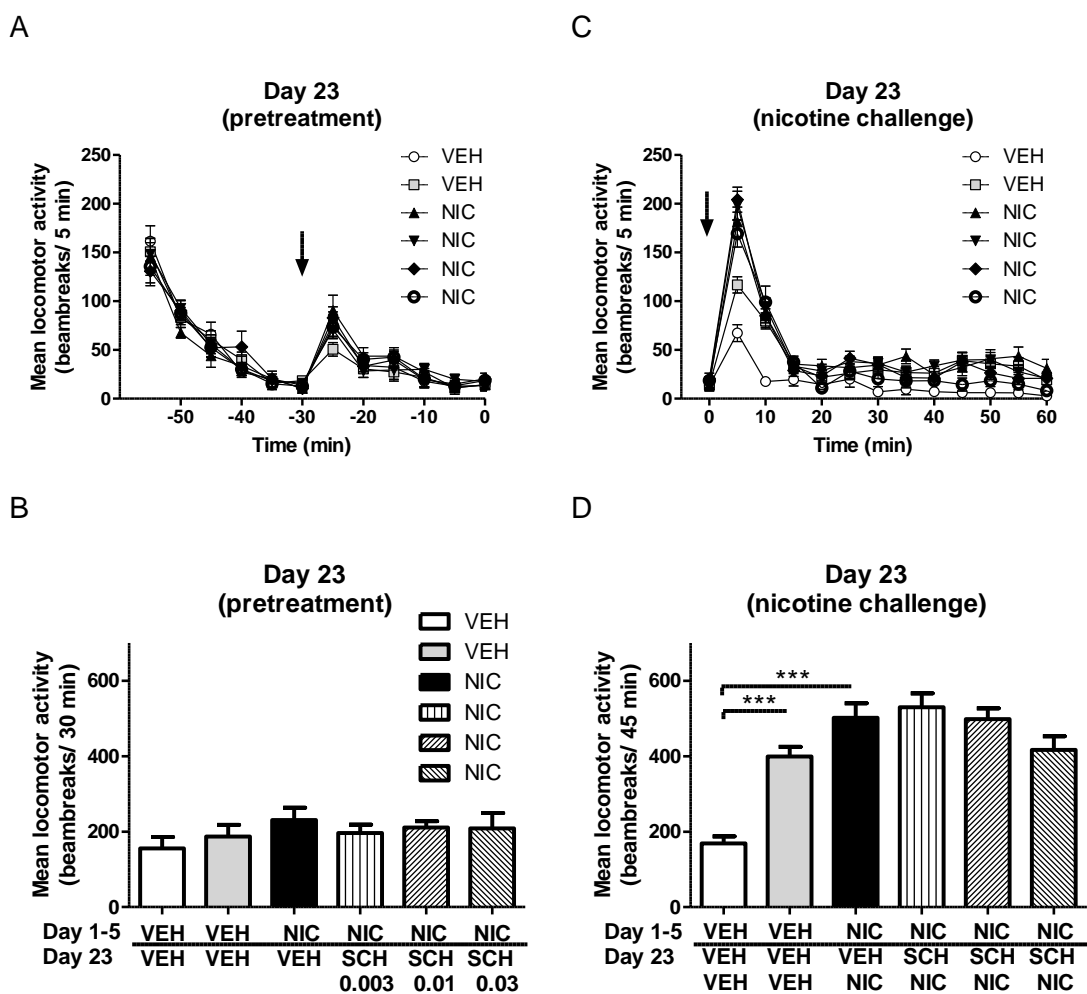 A
Day 23
(pretreatment)
Mean locomotor activity
(beambreaks/ 5 min)
250
200
150
100
50
0
VEH
VEH
NIC
NIC
NIC
NIC
-50 -40 -30 -20 -10 0
Time (min)
C
Day 23
(nicotine challenge)
Mean locomotor activity
(beambreaks/ 5 min)
250
200
150
100
50
0
VEH
VEH
NIC
NIC
NIC
NIC
0 10 20 30 40 50 60
Time (min)
B
Day 23
(pretreatment)
Mean locomotor activity
(beambreaks/ 30 min)
600
400
200
0
VEH
VEH
NIC
NIC
NIC
NIC
Day 1-5 VEH VEH NIC NIC NIC NIC
Day 23 VEH VEH VEH SCH SCH SCH
0.003 0.01 0.03
D
Day 23
(nicotine challenge)
Mean locomotor activity
(beambreaks/ 45 min)
600
400
200
0
***
***
Day 1-5 VEH VEH NIC NIC NIC NIC
Day 23 VEH VEH VEH SCH SCH SCH
VEH VEH NIC NIC NIC NIC